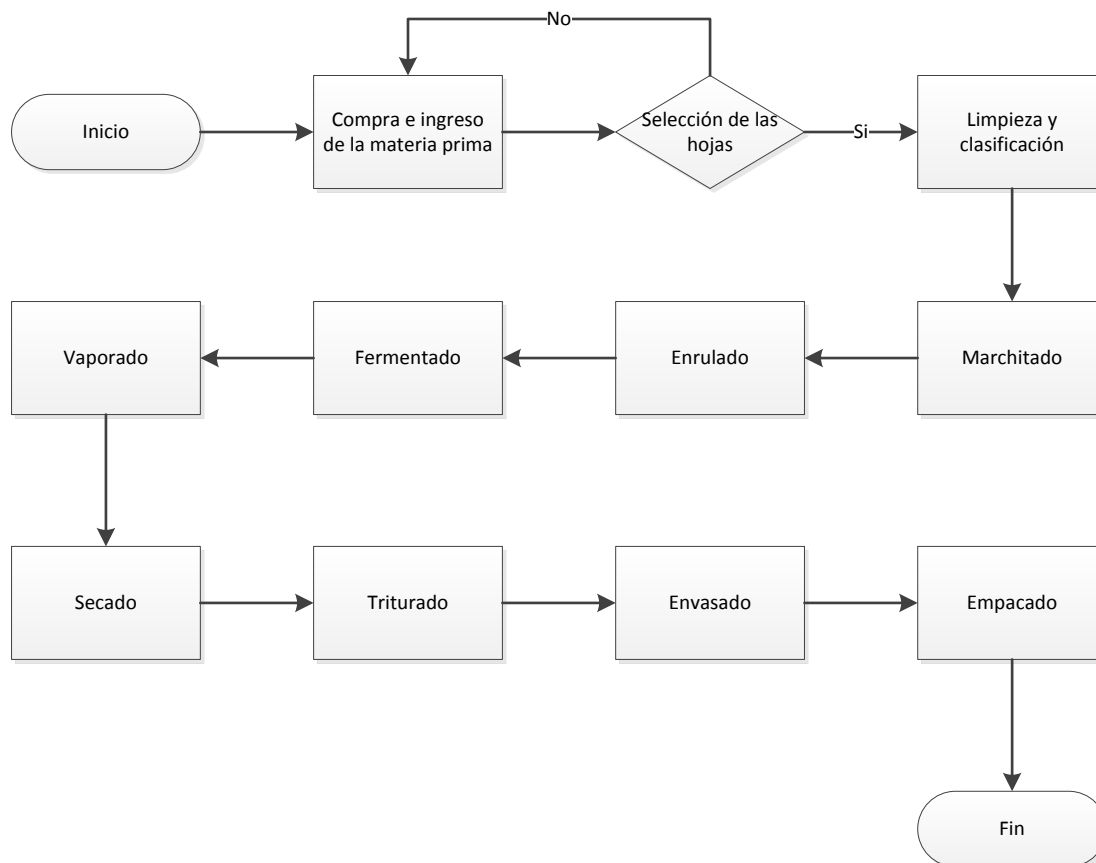 No
Inicio
Compra e ingreso
de la materia prima
Selección de las
hojas
Si
Limpieza y
clasificación
Vaporado
Fermentado
Enrulado
Marchitado
Secado
Triturado
Envasado
Empacado
Fin